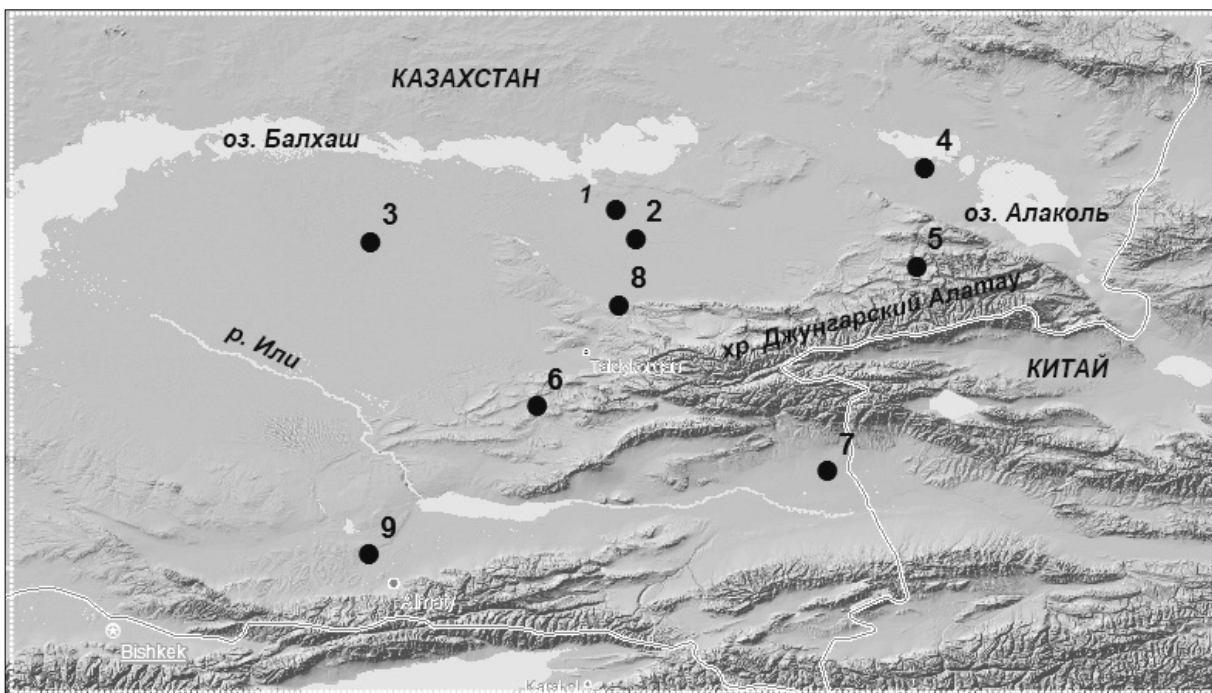 КАЗАХСТАН
оз. Балхаш
4
1
2
3
оз. Алаколь
5
8
хр. Джунгарский Алатау
р. Или
Taldykorgan
КИТАЙ
6
7
9
Almaty
Bishkek
Karakol